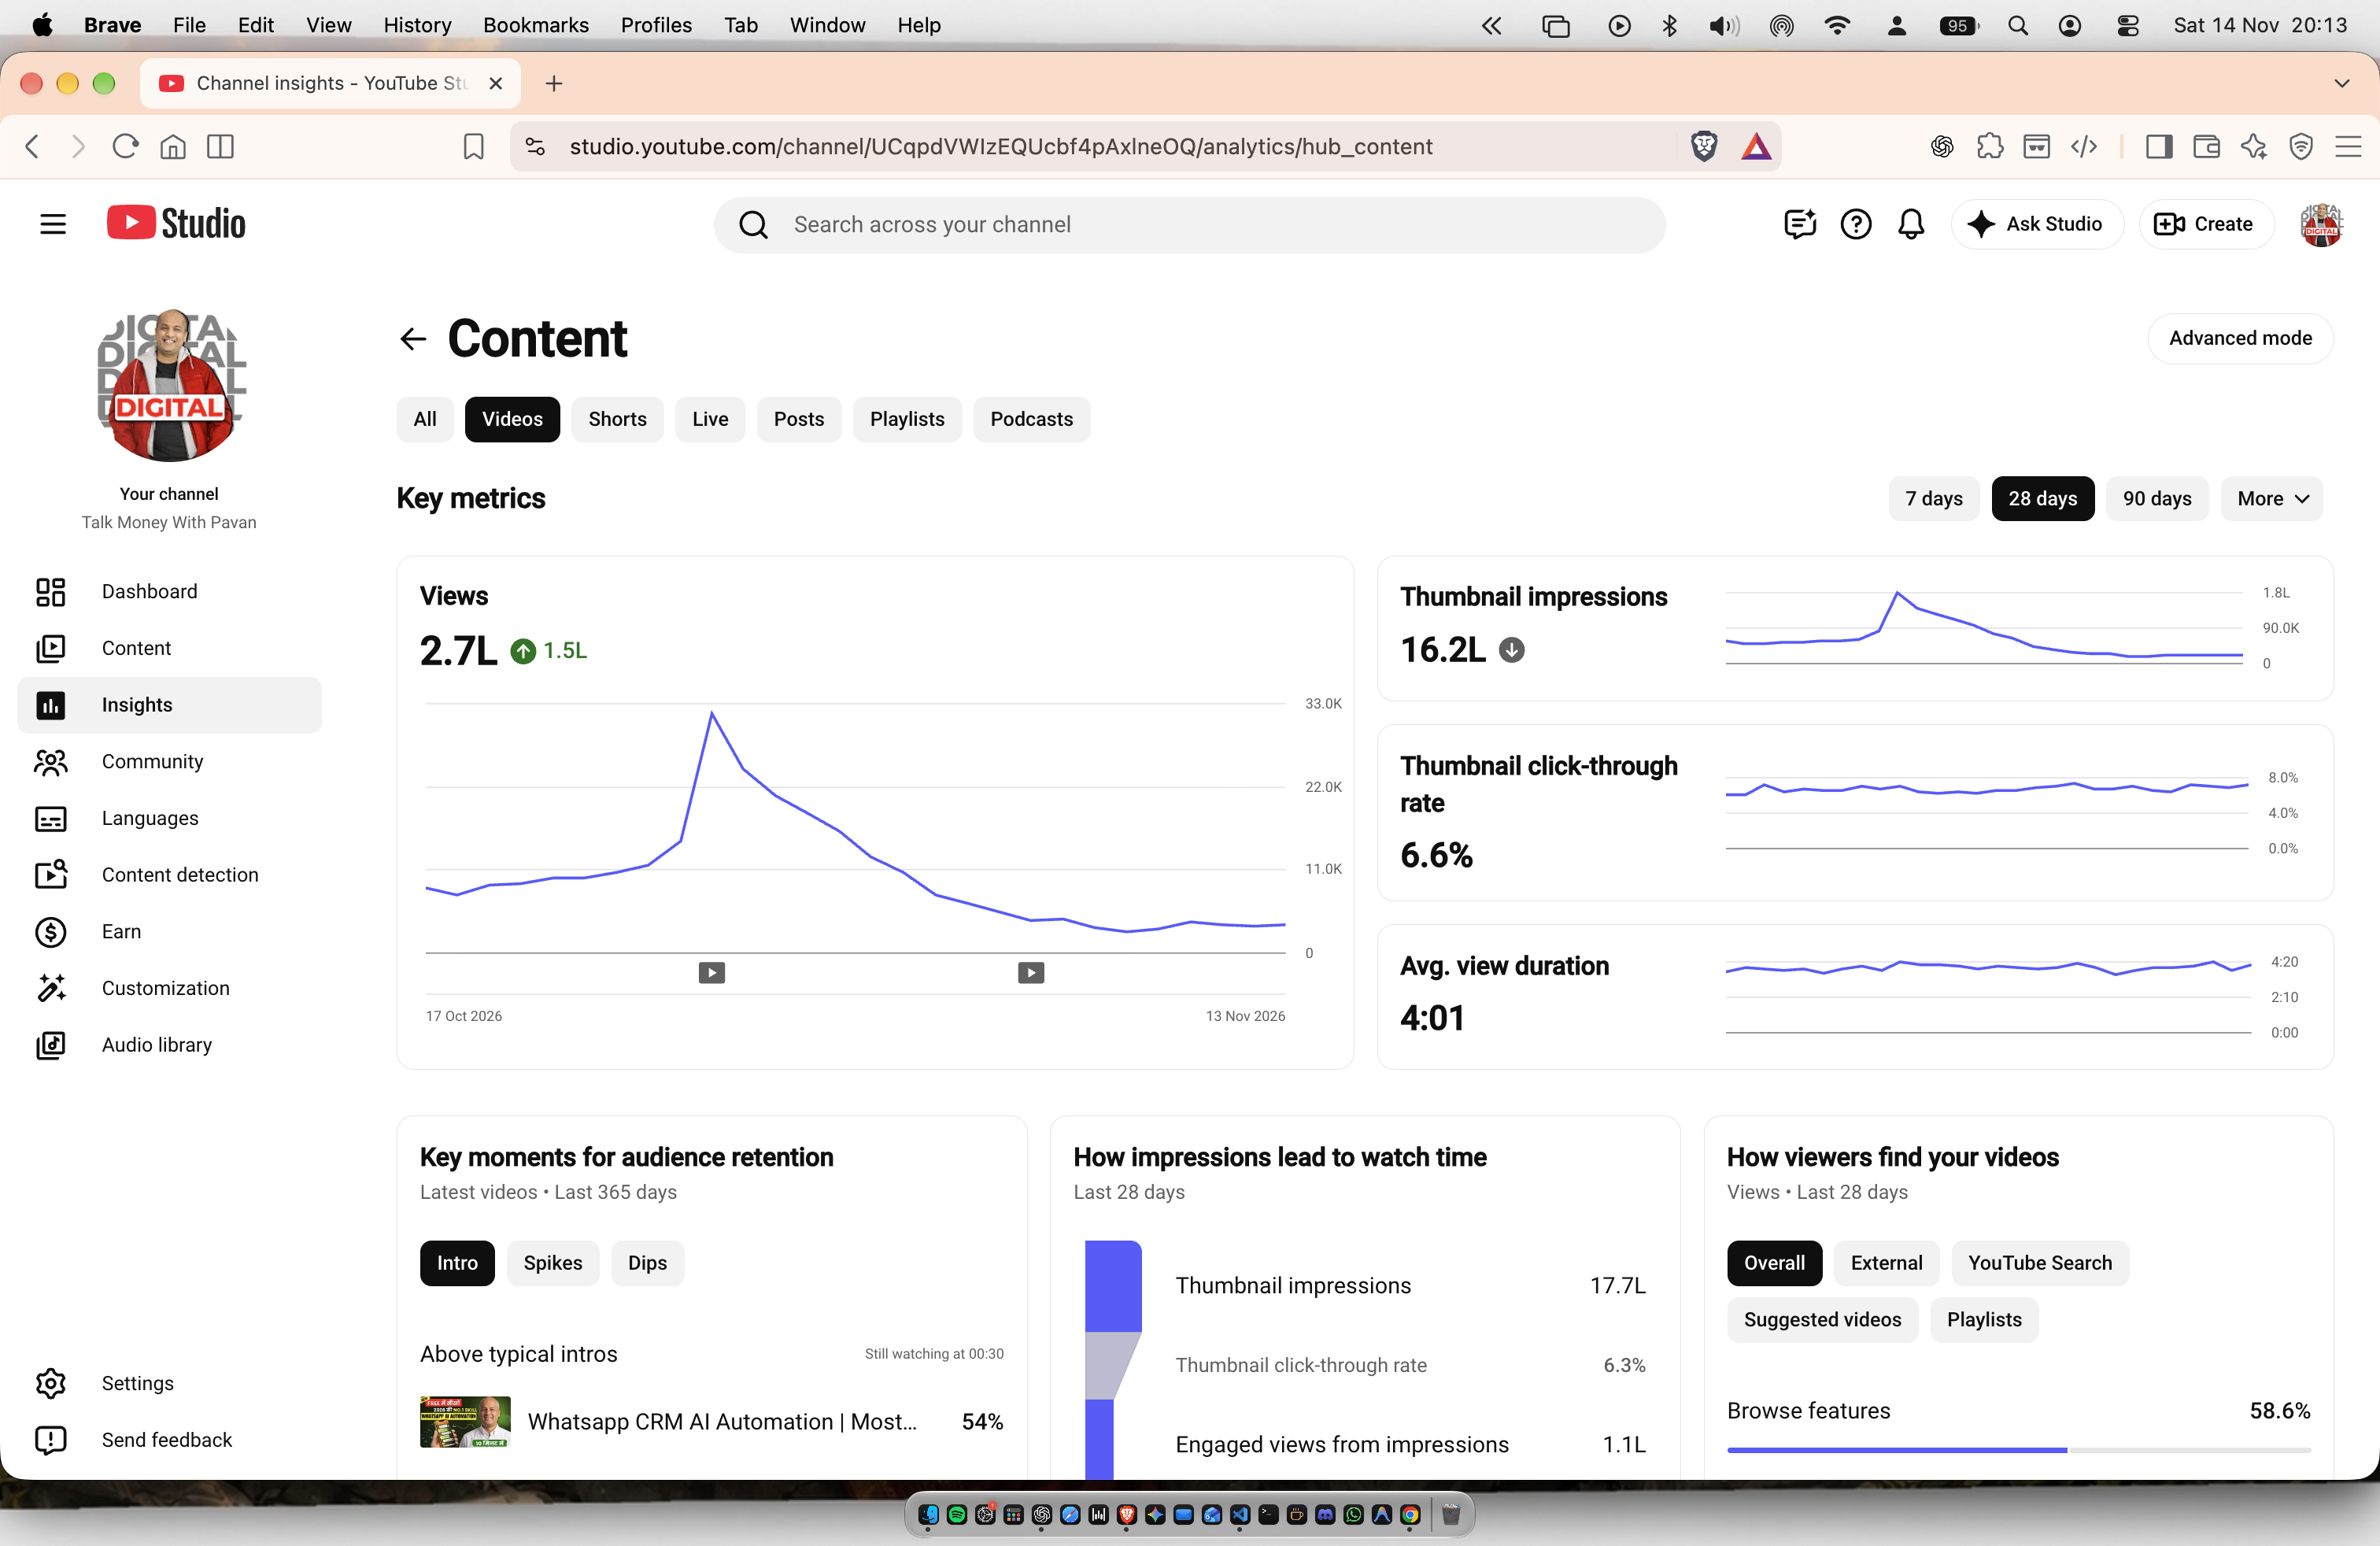 Brave File Edit View History Bookmarks Profiles Tab Window Help 95 Sat 14 Nov 20:13
Channel insights - YouTube Stu
studio.youtube.com/channel/UCqpdVWIzEQUcbf4pAxIneOQ/analytics/hub_content
Studio
Search across your channel
Ask Studio
Create
DIGITAL
Your channel
Talk Money With Pavan
Dashboard
Content
Insights
Community
Languages
Content detection
Earn
Customization
Audio library
Settings
Send feedback
Content
Advanced mode
All Videos Shorts Live Posts Playlists Podcasts
Key metrics
7 days 28 days 90 days More
Views
2.7L 1.5L
33.0K
22.0K
11.0K
0
17 Oct 2026 13 Nov 2026
Thumbnail impressions
16.2L
1.8L
90.0K
0
Thumbnail click-through
rate
6.6%
8.0%
4.0%
0.0%
Avg. view duration
4:01
4:20
2:10
0:00
Key moments for audience retention
Latest videos • Last 365 days
Intro Spikes Dips
Above typical intros Still watching at 00:30
Whatsapp CRM AI Automation | Most... 54%
How impressions lead to watch time
Last 28 days
Thumbnail impressions 17.7L
Thumbnail click-through rate 6.3%
Engaged views from impressions 1.1L
How viewers find your videos
Views • Last 28 days
Overall External YouTube Search
Suggested videos Playlists
Browse features 58.6%